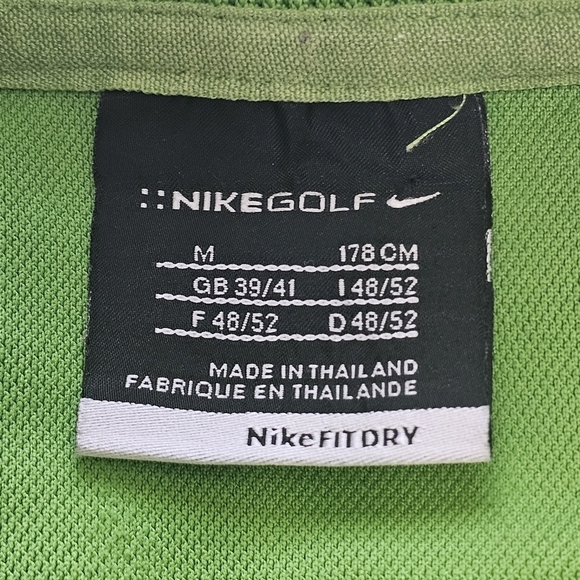 ::NIKEGOLF
M 178 CM
GB 39/41 I 48/52
F 48/52 D 48/52
MADE IN THAILAND
FABRIQUE EN THAILANDE
NikeFITDRY